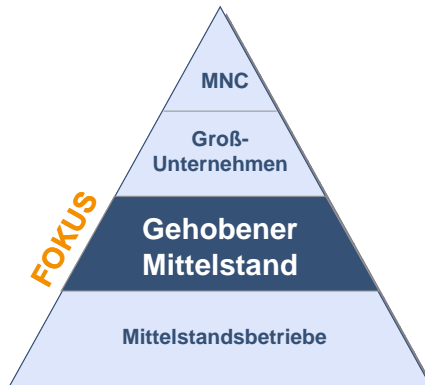 MNC
Groß-
Unternehmen
FOKUS
Gehobener
Mittelstand
Mittelstandsbetriebe